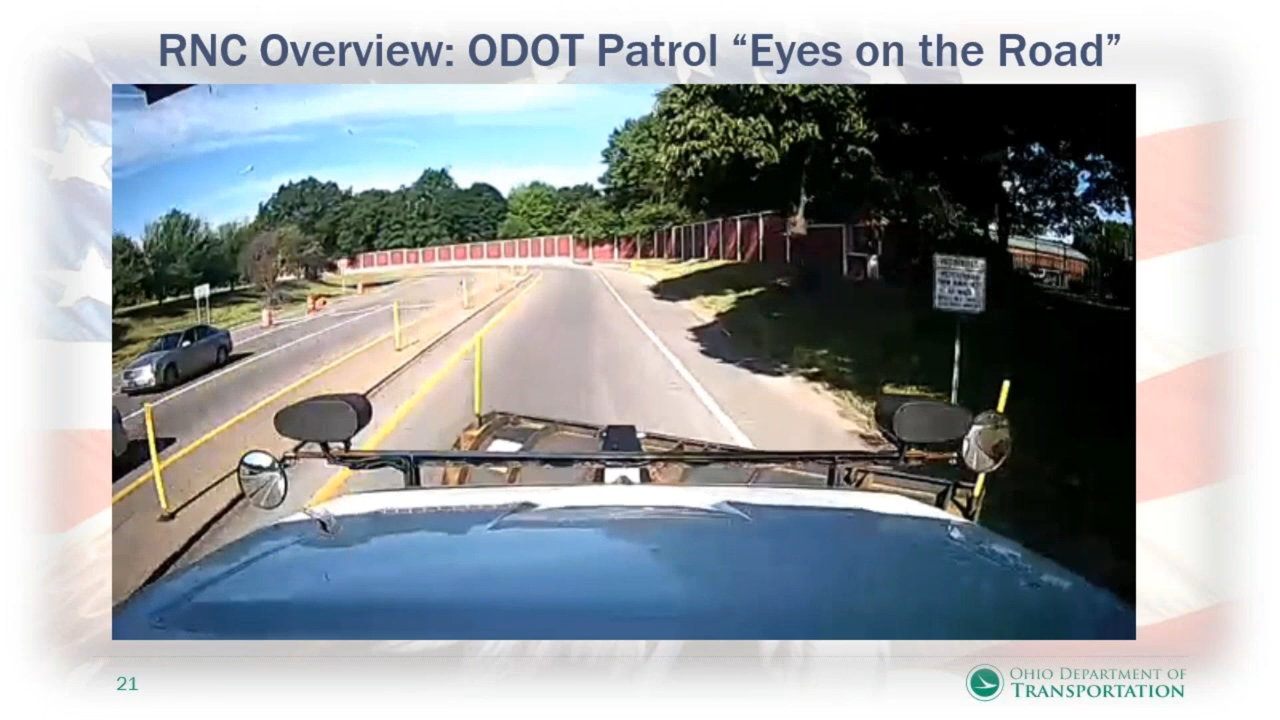 RNC Overview: ODOT Patrol “Eyes on the Road”
21
OHIO DEPARTMENT OF
TRANSPORTATION